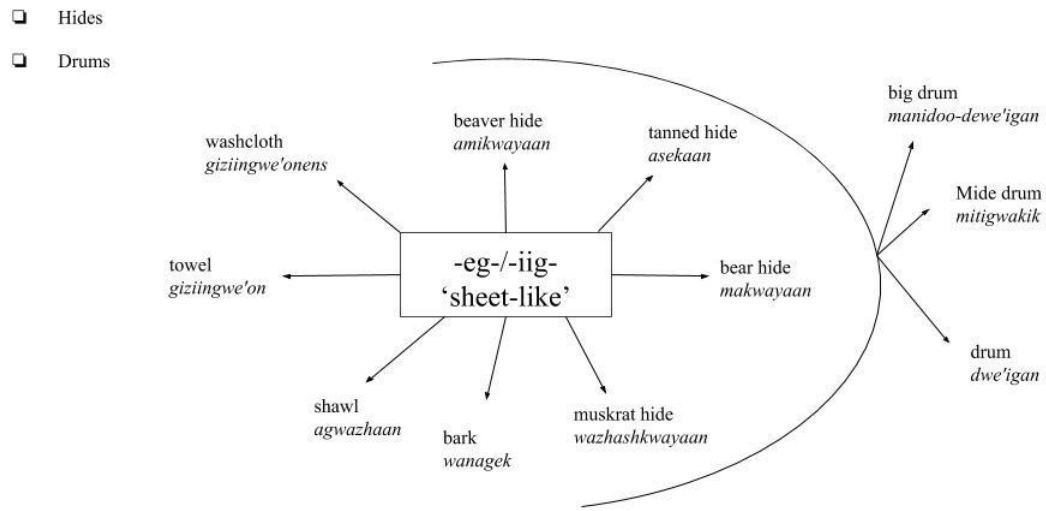 Hides
Drums
big drum
manidoo-dewe'igan
beaver hide
amikwayaan
tanned hide
asekaan
washcloth
giziingwe'onens
Mide drum
mitigwakik
-eg-/-iig-
‘sheet-like’
towel
giziingwe'on
bear hide
makwayaan
drum
dwe'igan
shawl
agwazhaan
bark
wanagek
muskrat hide
wazhashkwayaan